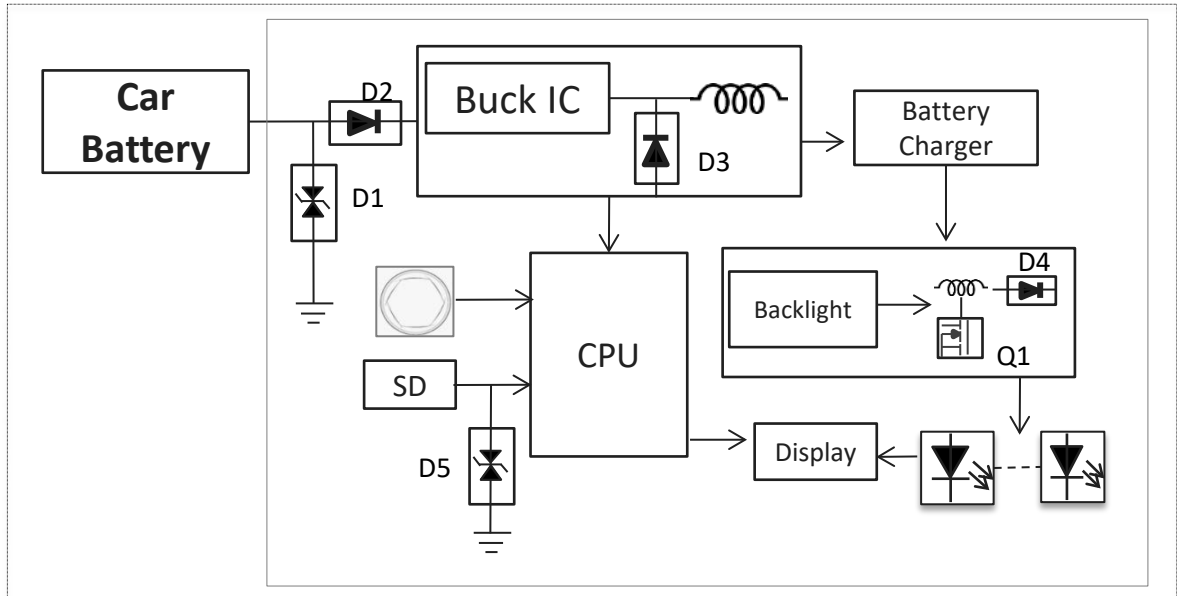 Car
Battery
D2
Buck IC
D3
Battery
Charger
D1
D4
Backlight
Q1
CPU
SD
D5
Display